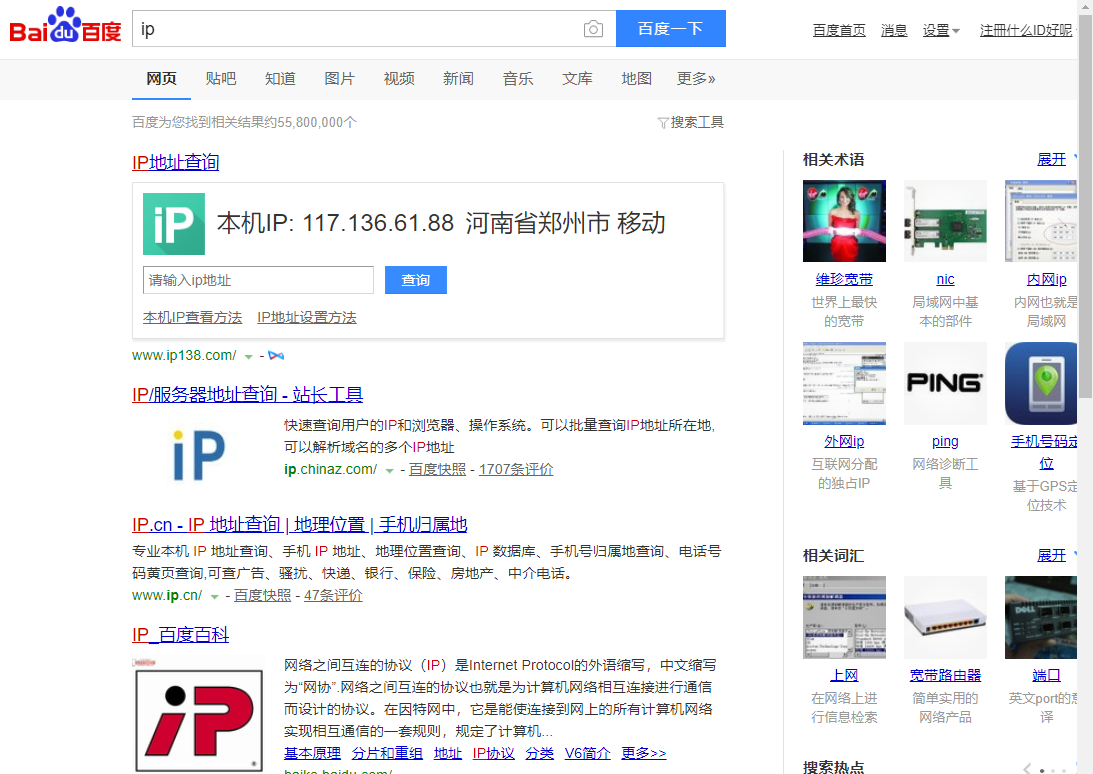 Bai du 百度
ip
百度一下
百度首页 消息 设置 注册什么ID好呢
网页 贴吧 知道 图片 视频 新闻 音乐 文库 地图 更多»
百度为您找到相关结果约55,800,000个
搜索工具
IP地址查询
iP
本机IP: 117.136.61.88 河南省郑州市 移动
请输入ip地址
查询
本机IP查看方法 IP地址设置方法
www.ip138.com/ -
IP/服务器地址查询 - 站长工具
iP
快速查询用户的IP和浏览器、操作系统。可以批量查询IP地址所在地,
可以解析域名的多个IP地址
ip.chinaz.com/ - 百度快照 - 1707条评价
IP.cn - IP 地址查询 | 地理位置 | 手机归属地
专业本机 IP 地址查询、手机 IP 地址、地理位置查询、IP 数据库、手机号归属地查询、电话号
码黄页查询,可查广告、骚扰、快递、银行、保险、房地产、中介电话。
www.ip.cn/ - 百度快照 - 47条评价
IP_百度百科
iP
网络之间互连的协议（IP）是Internet Protocol的外语缩写，中文缩写
为“网协”.网络之间互连的协议也就是为计算机网络相互连接进行通信
而设计的协议。在因特网中，它是能使连接到网上的所有计算机网络
实现相互通信的一套规则，规定了计算机...
基本原理 分片和重组 地址 IP协议 分类 V6简介 更多>>
baike.baidu.com/
相关术语
展开
维珍宽带 nic 内网ip
世界上最快 局域网中基 内网也就是
的宽带 本的部件 局域网
PING
外网ip ping 手机号码定
位
互联网分配 网络诊断工
的独占IP 具
基于GPS定
位技术
相关词汇
展开
DELL
上网 宽带路由器 端口
在网络上进 简单实用的 英文port的意
行信息检索 网络产品 译
搜索热点